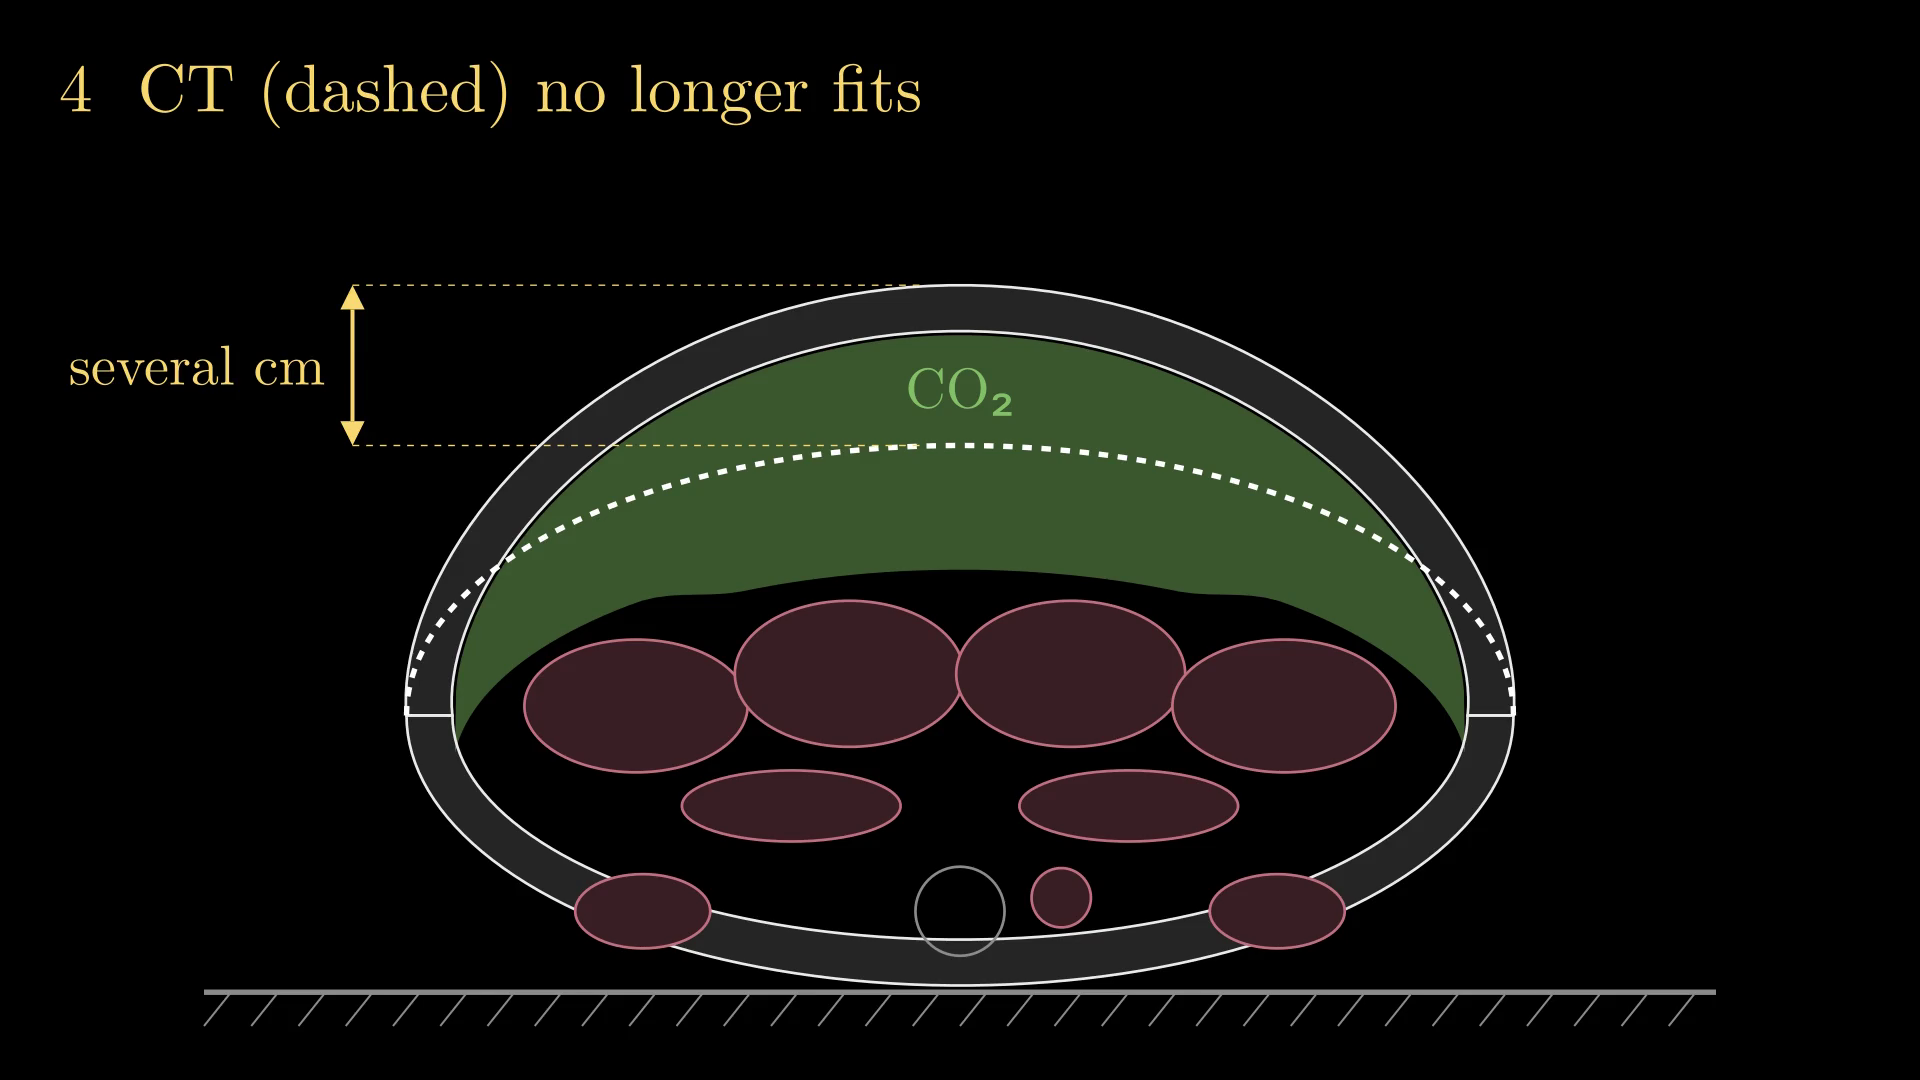 4 CT (dashed) no longer fits
several cm
CO₂